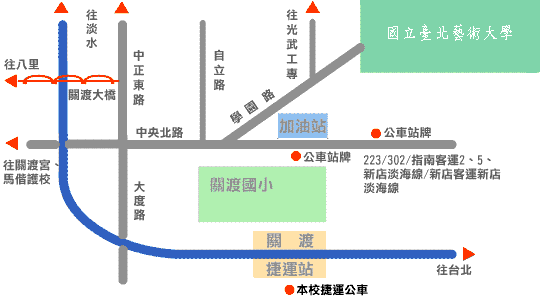 往淡水
往光武工專
國立臺北藝術大學
往八里
中正東路
自立路
學園路
關渡大橋
加油站
中央北路
公車站牌
公車站牌
往關渡宮、
馬偕護校
223/302/指南客運2、5、
新店淡海線/新店客運新店
淡海線
大度路
關渡國小
關渡
捷運站
往台北
本校捷運公車